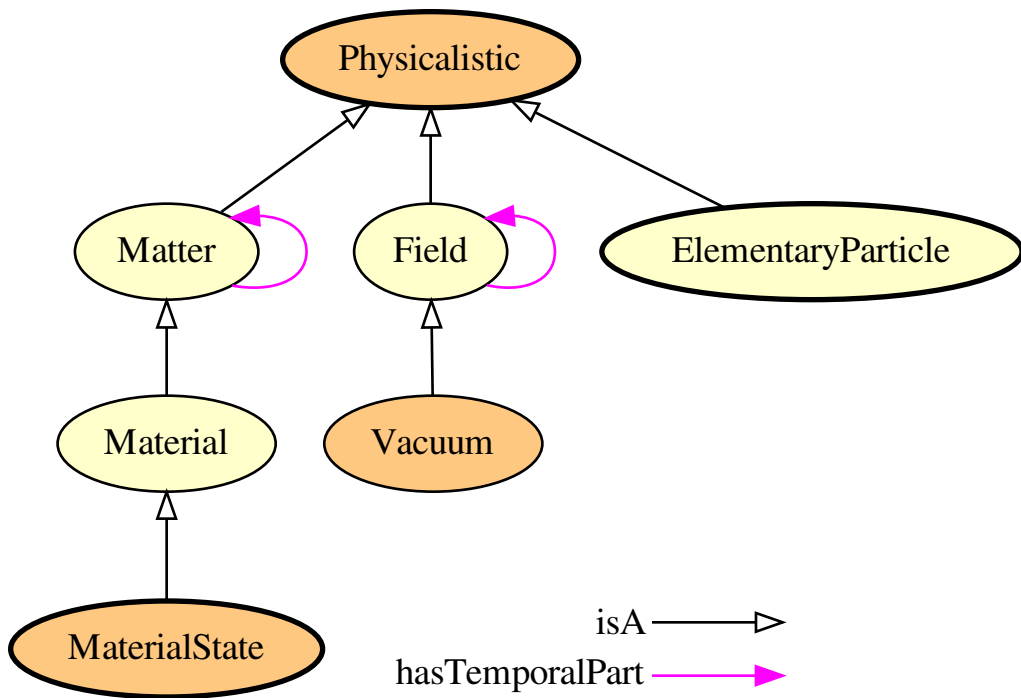 Physicalistic
Matter
Field
ElementaryParticle
Material
Vacuum
MaterialState
isA
hasTemporalPart